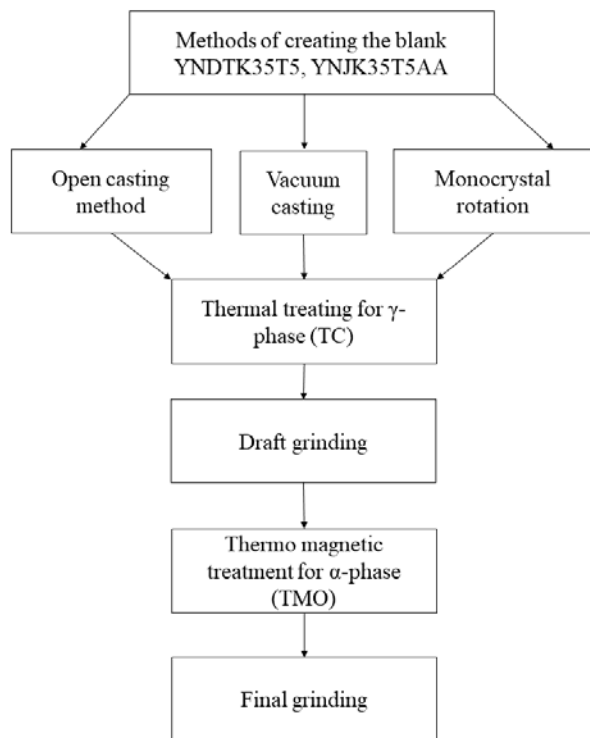 Methods of creating the blank
YNDTK35T5, YNJK35T5AA
Open casting
method
Vacuum
casting
Monocrystal
rotation
Thermal treating for γ-
phase (TC)
Draft grinding
Thermo magnetic
treatment for α-phase
(TMO)
Final grinding